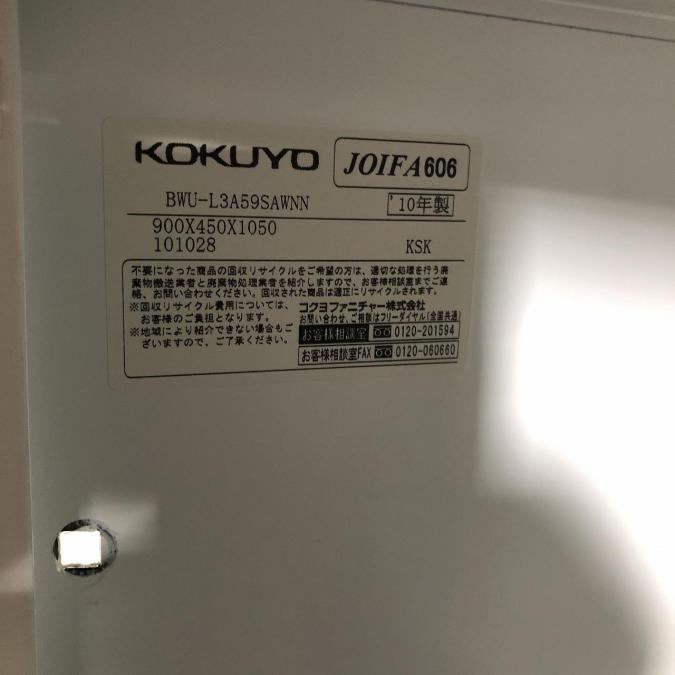 KOKUYO JOIFA606
BWU-L3A59SAWNN '10年製
900X450X1050
101028 KSK
不要になった商品の回収リサイクルをご希望の方は、適切な処理を行う廃
棄物搬送業者と廃棄物処理業者を紹介しますので、お客様相談室までご連
絡、お問い合わせください。回収された商品は適正にリサイクルされます。
※回収リサイクル費用については、
お客様のご負担となります。
※地域により紹介できない場合もご
ざいますので、ご了承ください。
コクヨファニチャー株式会社
お問い合わせ、ご相談はフリーダイヤル(全国共通)
お客様相談室 0120-201594
お客様相談室FAX 0120-060660